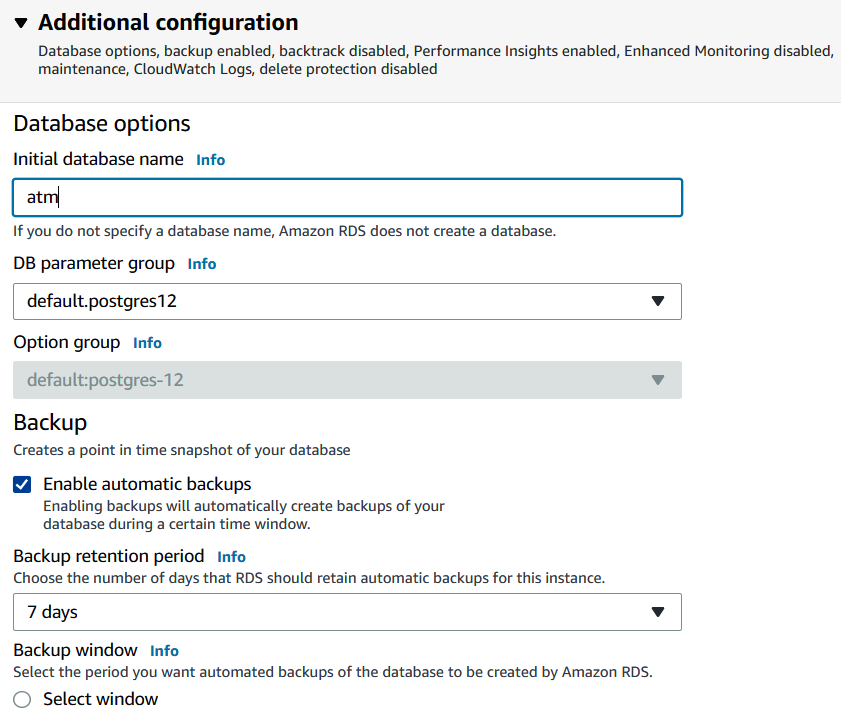 Additional configuration
Database options, backup enabled, backtrack disabled, Performance Insights enabled, Enhanced Monitoring disabled,
maintenance, CloudWatch Logs, delete protection disabled
Database options
Initial database name Info
atm
If you do not specify a database name, Amazon RDS does not create a database.
DB parameter group Info
default.postgres12
Option group Info
default:postgres-12
Backup
Creates a point in time snapshot of your database
Enable automatic backups
Enabling backups will automatically create backups of your
database during a certain time window.
Backup retention period Info
Choose the number of days that RDS should retain automatic backups for this instance.
7 days
Backup window Info
Select the period you want automated backups of the database to be created by Amazon RDS.
Select window